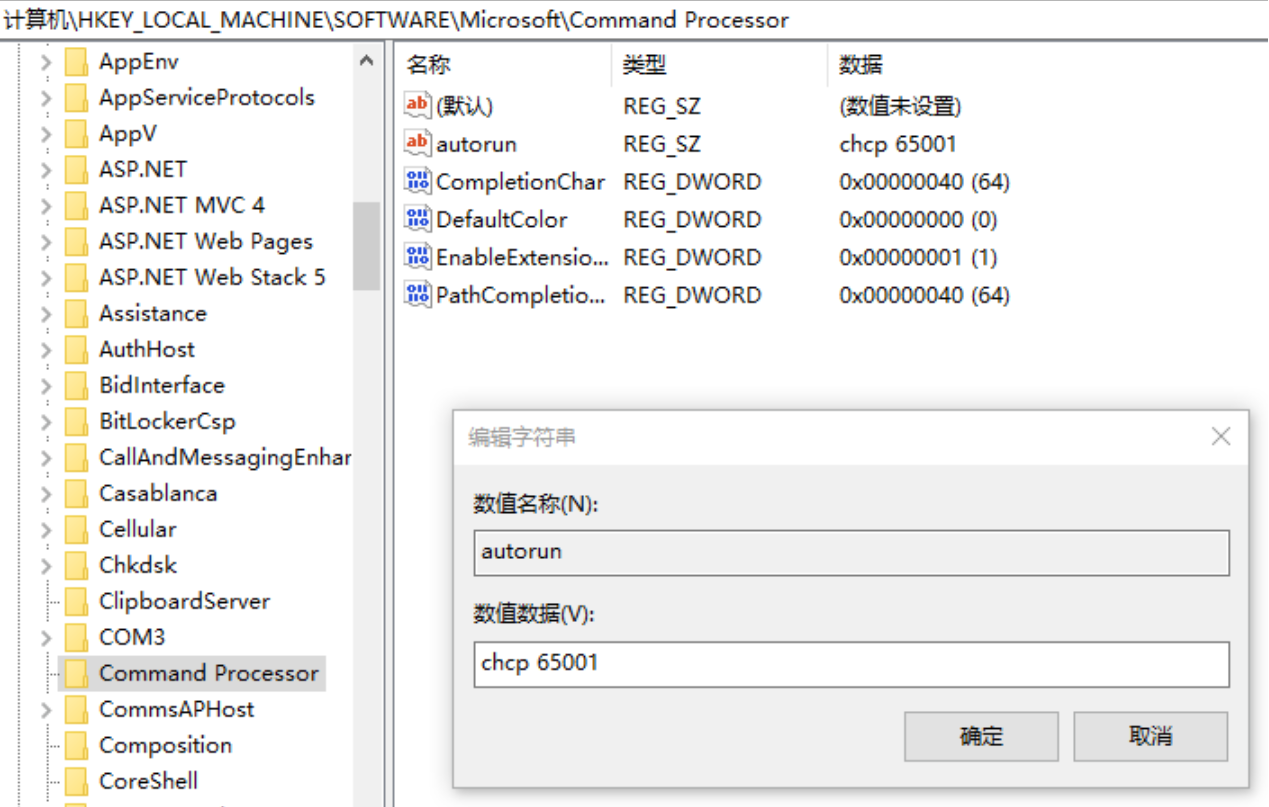 计算机\HKEY_LOCAL_MACHINE\SOFTWARE\Microsoft\Command Processor
AppEnv
AppServiceProtocols
AppV
ASP.NET
ASP.NET MVC 4
ASP.NET Web Pages
ASP.NET Web Stack 5
Assistance
AuthHost
BidInterface
BitLockerCsp
CallAndMessagingEnhar
Casablanca
Cellular
Chkdsk
ClipboardServer
COM3
Command Processor
CommsAPHost
Composition
CoreShell
名称 类型 数据
ab (默认) REG_SZ (数值未设置)
ab autorun REG_SZ chcp 65001
CompletionChar REG_DWORD 0x00000040 (64)
DefaultColor REG_DWORD 0x00000000 (0)
EnableExtensio... REG_DWORD 0x00000001 (1)
PathCompletio... REG_DWORD 0x00000040 (64)
编辑字符串
数值名称(N):
autorun
数值数据(V):
chcp 65001
确定 取消